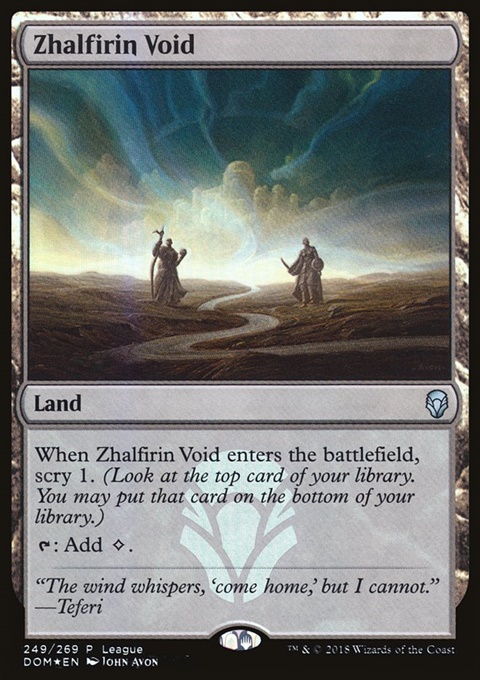 Zhalfirin Void
Land
When Zhalfirin Void enters the battlefield,
scry 1. (Look at the top card of your library.
You may put that card on the bottom of your
library.)
: Add .
“The wind whispers, ‘come home,’ but I cannot.”
—Teferi
249/269 P League
DOM★EN John Avon
™ & © 2018 Wizards of the Coast